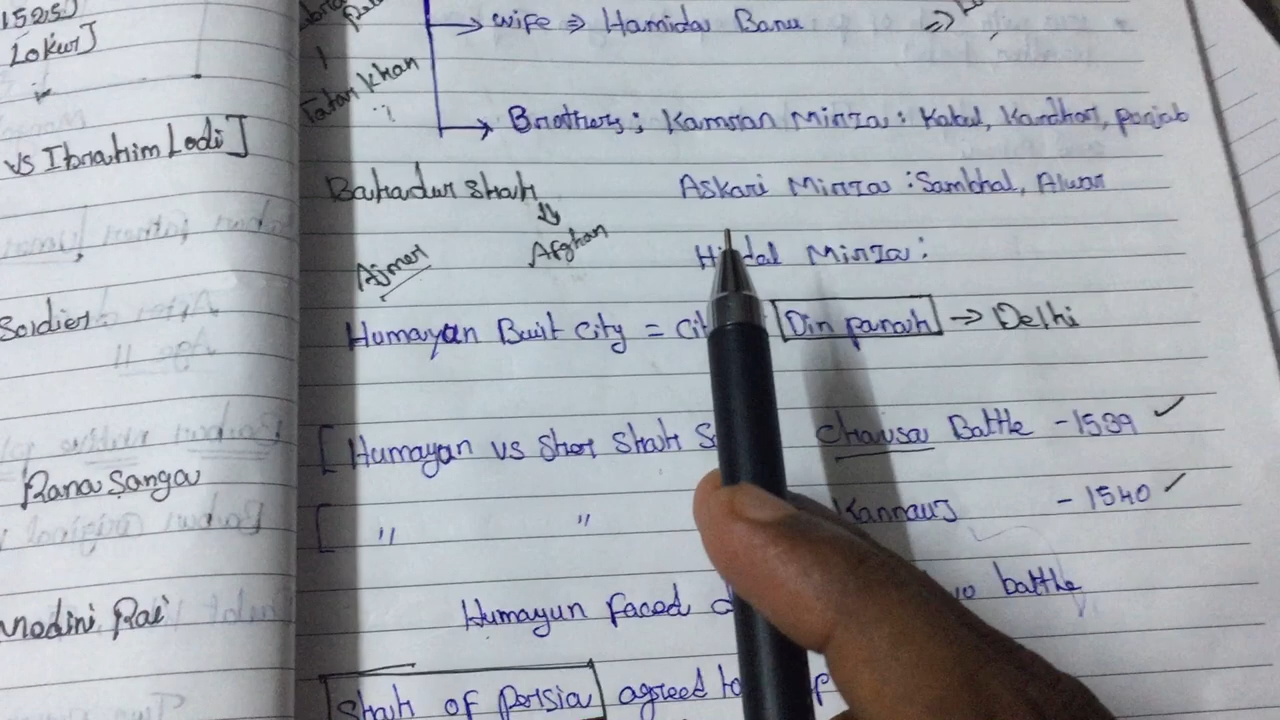 1525]
Lokur]
vs Ibrahim Lodi]
Soldier
Rana Sanga
Rai
wife ⇒ Hamida Banu
Tatar Khan
Brothers: Kamran Mirza: Kabul, Kandhar, Panjab
Bahadur Shah
Askari Mirza: Sambhal, Alwar
Afghan
Ajmer
Hindal Mirza:
Humayan Built City = Din panah → Delhi
[Humayan vs Sher Shah Chausa Battle - 1539 ✓
[ " " Kannauj - 1540 ✓
Humayun faced battle
Shah of Persia agreed to